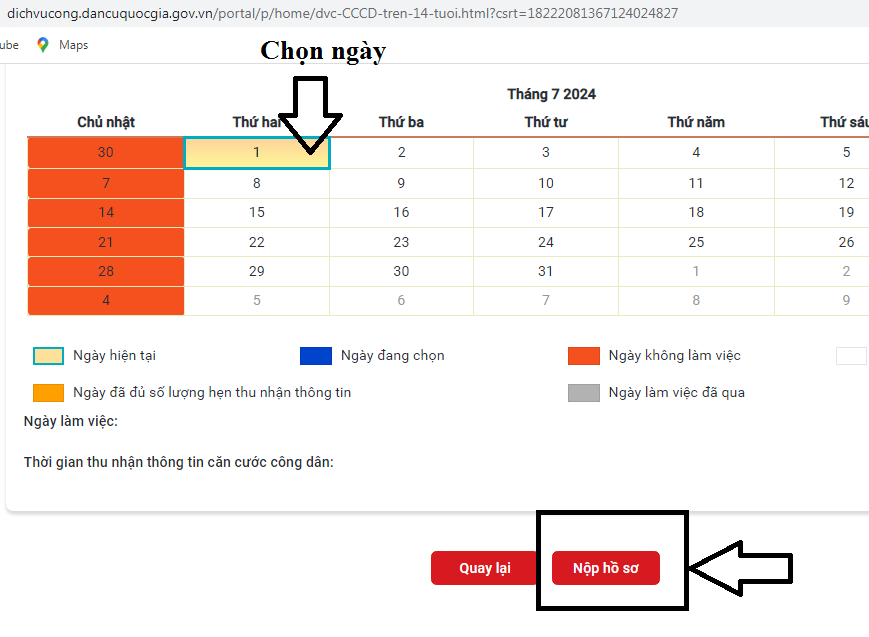 dichvucong.dancuquocgia.gov.vn/portal/p/home/dvc-CCCD-tren-14-tuoi.html?csrt=18222081367124024827
ube Maps
Chọn ngày
Tháng 7 2024
Chủ nhật Thứ hai Thứ ba Thứ tư Thứ năm Thứ sáu
30 1 2 3 4 5
7 8 9 10 11 12
14 15 16 17 18 19
21 22 23 24 25 26
28 29 30 31 1 2
4 5 6 7 8 9
Ngày hiện tại Ngày đang chọn Ngày không làm việc
Ngày đã đủ số lượng hẹn thu nhận thông tin Ngày làm việc đã qua
Ngày làm việc:
Thời gian thu nhận thông tin căn cước công dân:
Quay lại Nộp hồ sơ